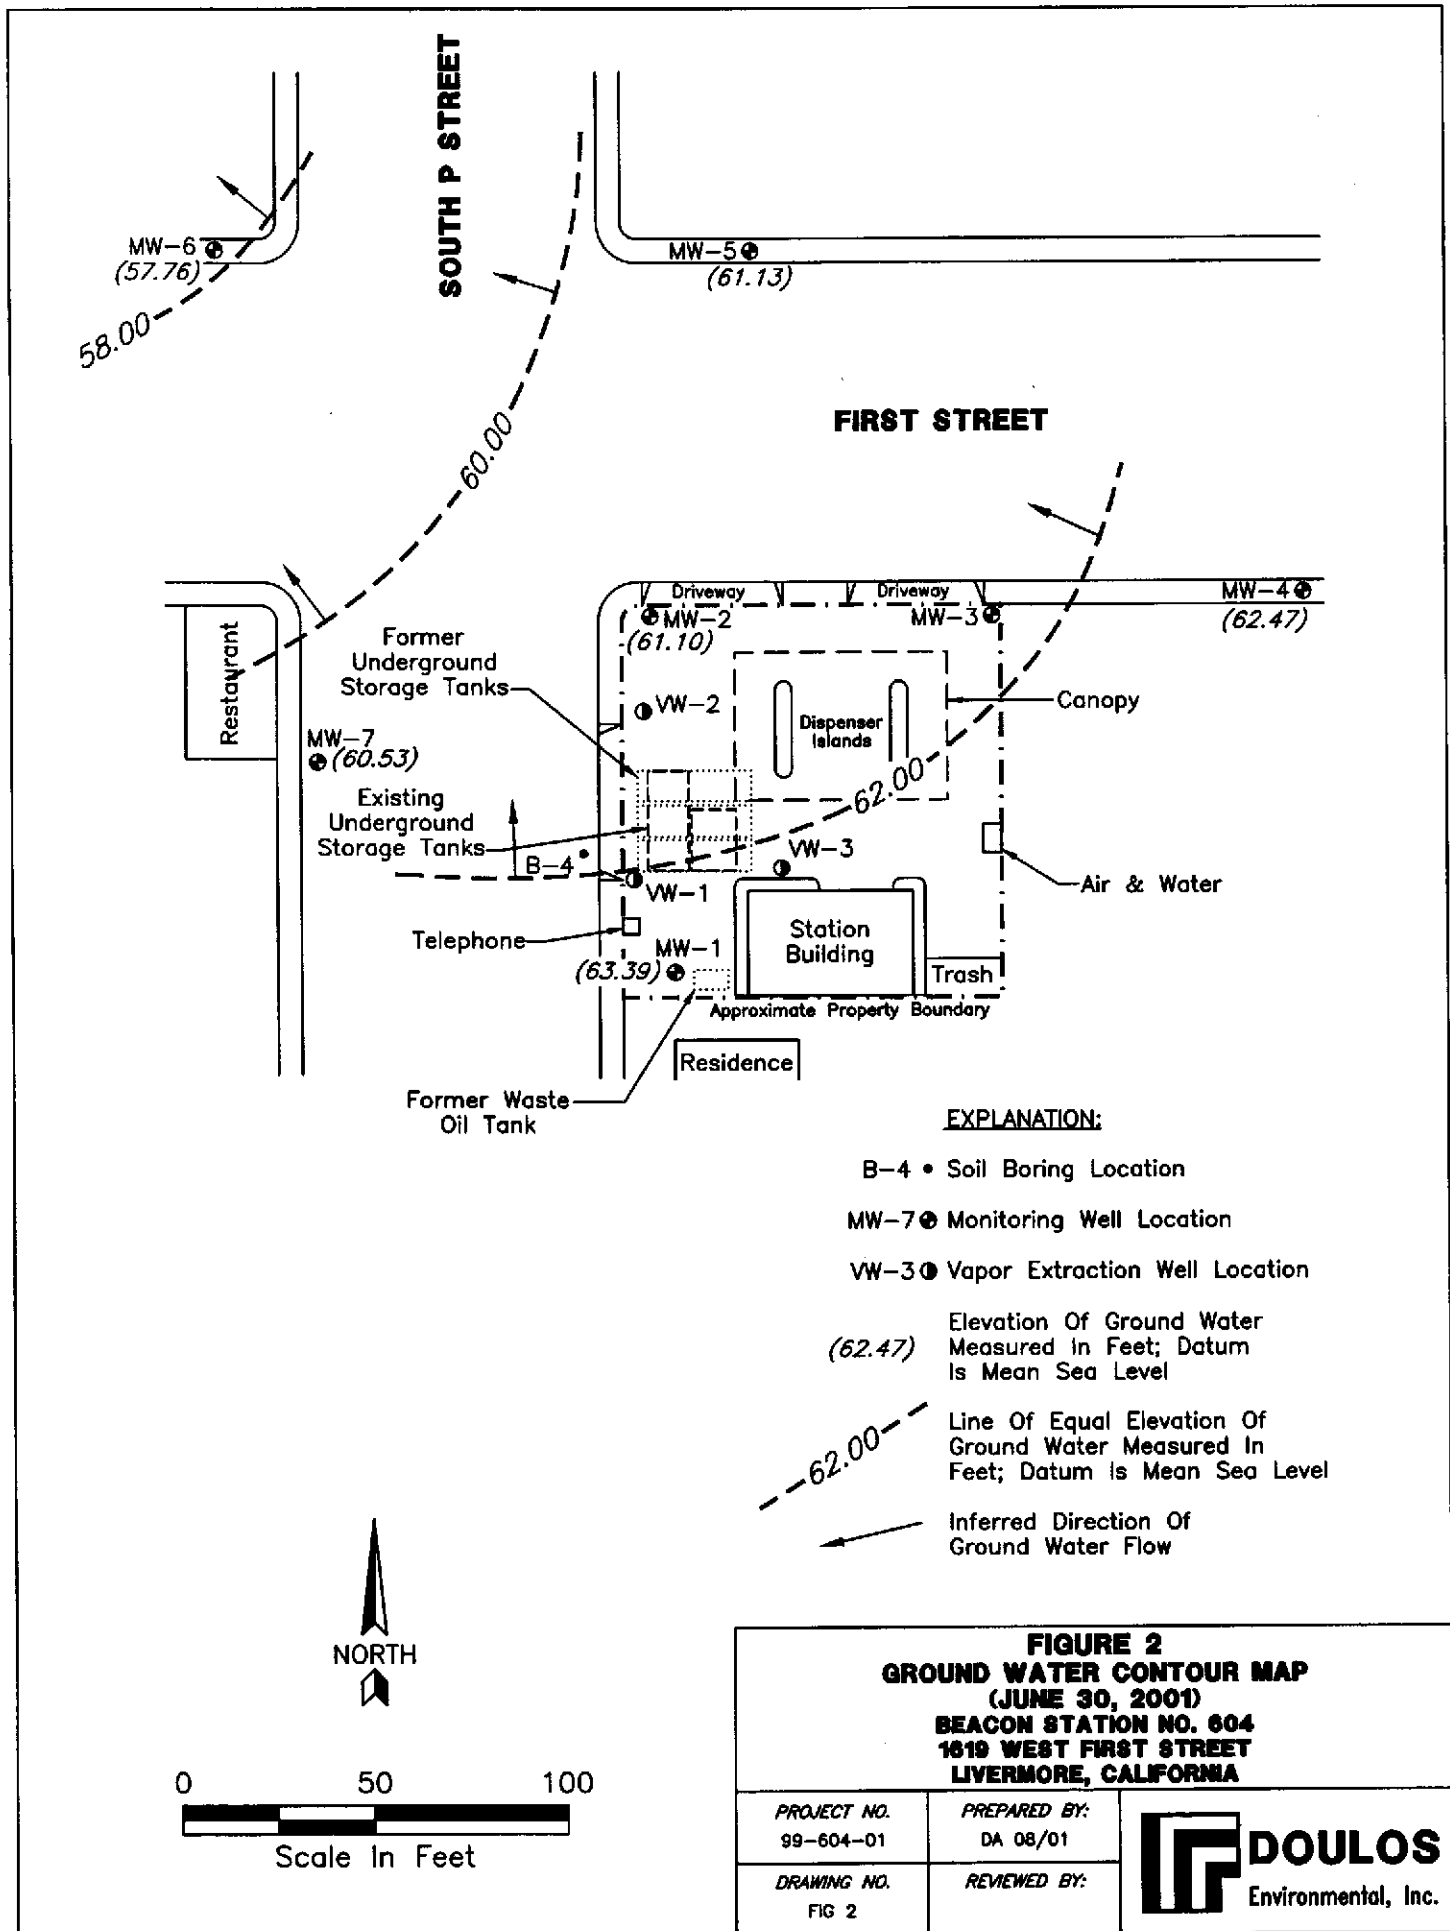 SOUTH P STREET
MW-6
(57.76)
MW-5
(61.13)
58.00
60.00
FIRST STREET
Driveway
Driveway
MW-4
(62.47)
MW-2
(61.10)
MW-3
Restaurant
Former
Underground
Storage Tanks
VW-2
Canopy
Dispenser
Islands
MW-7
(60.53)
62.00
Existing
Underground
Storage Tanks
B-4
VW-3
VW-1
Air & Water
Telephone
MW-1
(63.39)
Station
Building
Trash
Approximate Property Boundary
Residence
Former Waste
Oil Tank
EXPLANATION:
B-4 • Soil Boring Location
MW-7 Monitoring Well Location
VW-3 Vapor Extraction Well Location
(62.47)
Elevation Of Ground Water
Measured In Feet; Datum
Is Mean Sea Level
62.00
Line Of Equal Elevation Of
Ground Water Measured In
Feet; Datum Is Mean Sea Level
Inferred Direction Of
Ground Water Flow
NORTH
0 50 100
Scale In Feet
FIGURE 2
GROUND WATER CONTOUR MAP
(JUNE 30, 2001)
BEACON STATION NO. 604
1619 WEST FIRST STREET
LIVERMORE, CALIFORNIA
PROJECT NO.
99-604-01
PREPARED BY:
DA 08/01
DRAWING NO.
FIG 2
REVIEWED BY:
DOULOS
Environmental, Inc.